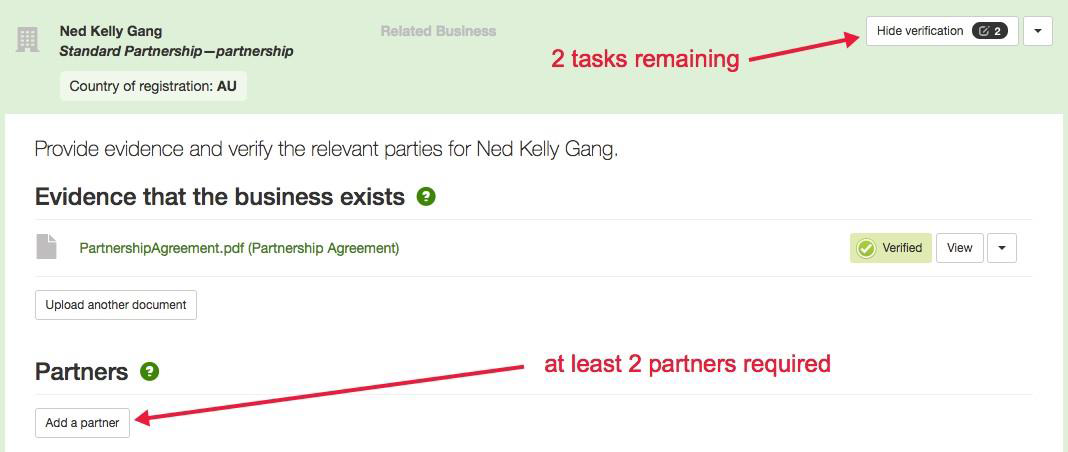 Ned Kelly Gang
Related Business
Hide verification 2
Standard Partnership—partnership
2 tasks remaining
Country of registration: AU
Provide evidence and verify the relevant parties for Ned Kelly Gang.
Evidence that the business exists ?
PartnershipAgreement.pdf (Partnership Agreement)
Verified
View
Upload another document
Partners ?
at least 2 partners required
Add a partner